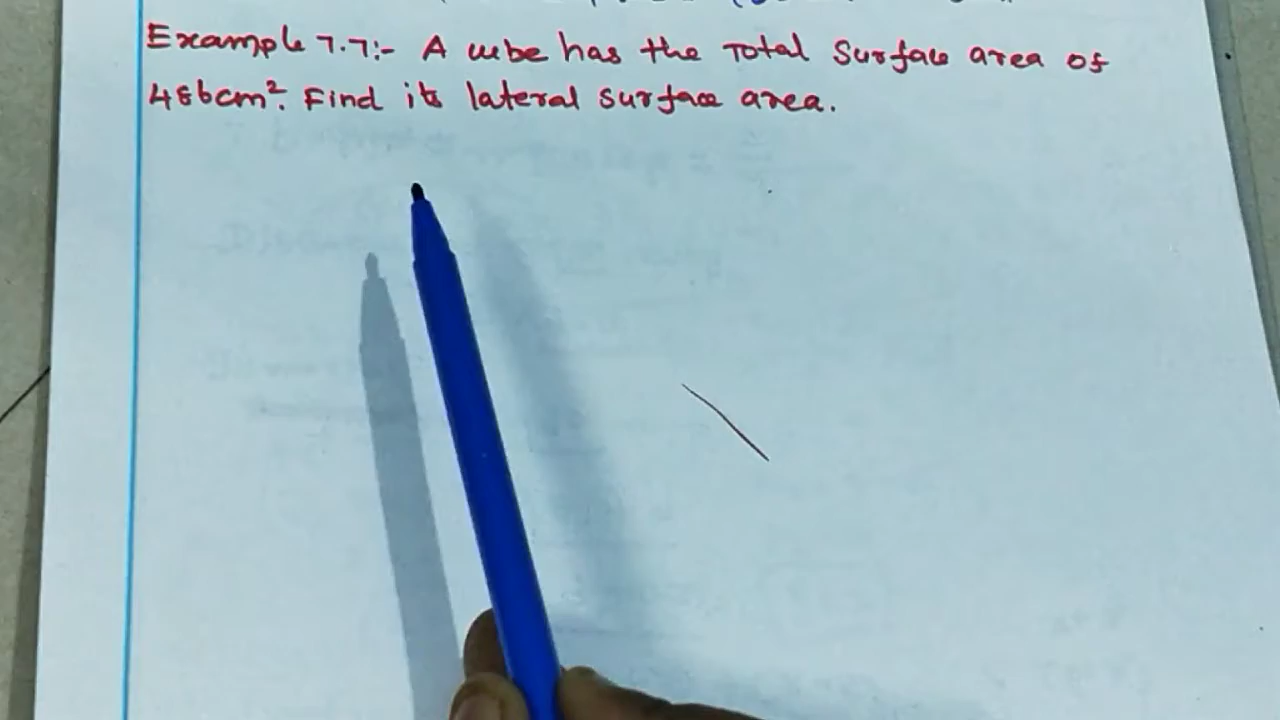 Example 7.7:- A cube has the Total Surface area of
486cm². Find its lateral surface area.